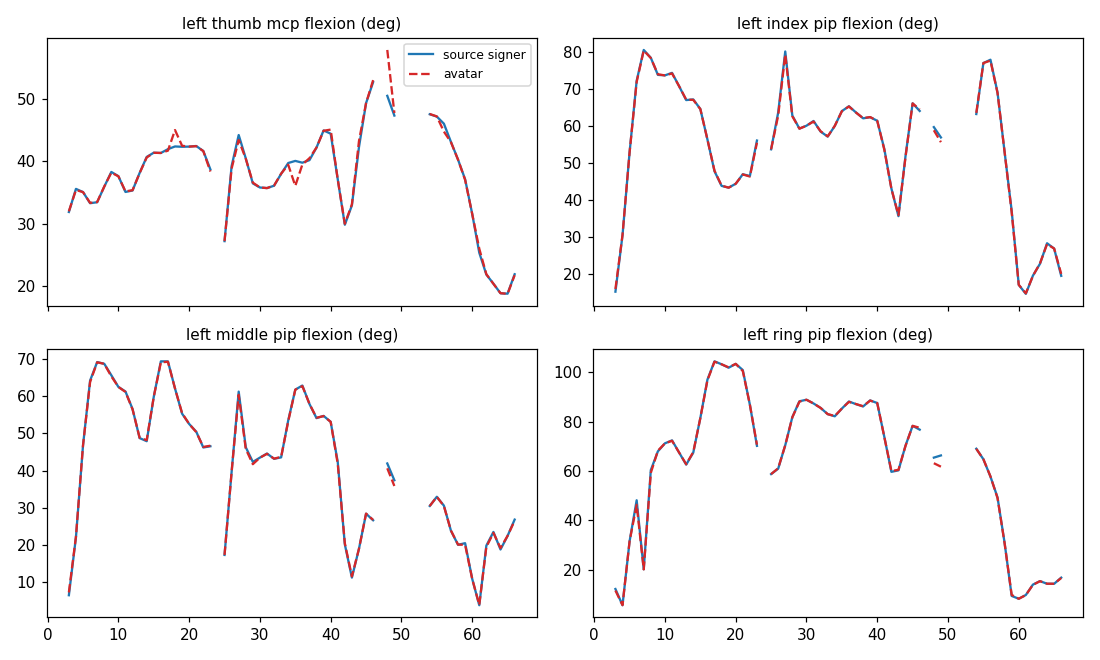 left thumb mcp flexion (deg)
source signer
avatar
50
40
30
20
left index pip flexion (deg)
80
70
60
50
40
30
20
left middle pip flexion (deg)
70
60
50
40
30
20
10
0 10 20 30 40 50 60
left ring pip flexion (deg)
100
80
60
40
20
0 10 20 30 40 50 60